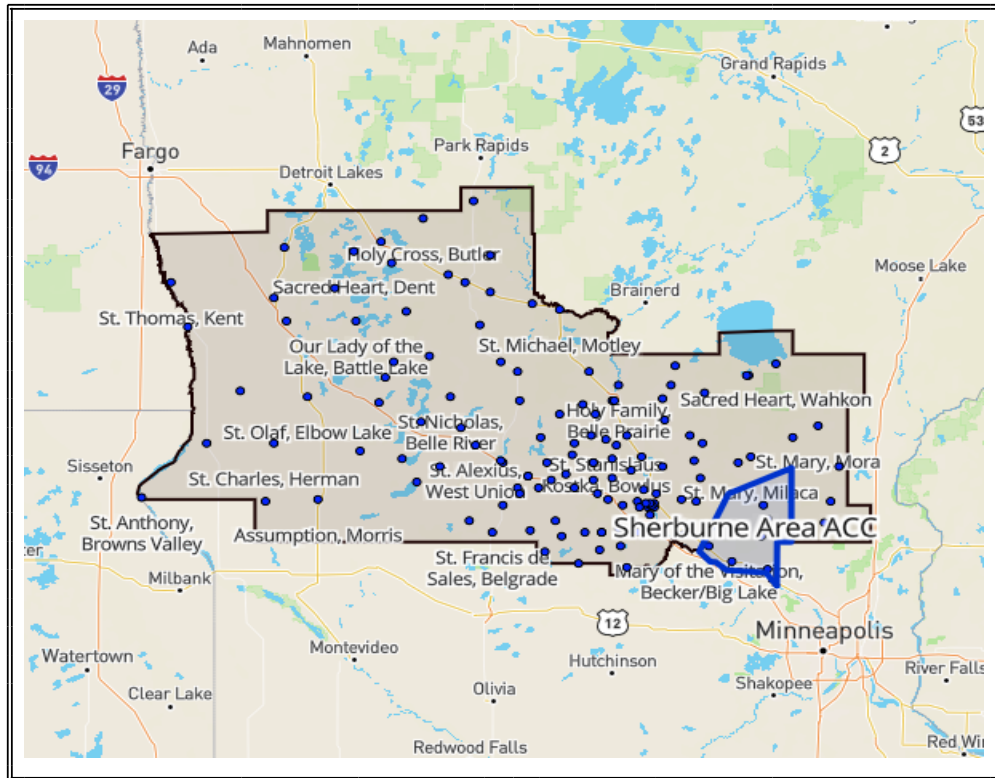 Ada
Mahnomen
Grand Rapids
29
53
2
Fargo
94
Park Rapids
Detroit Lakes
Holy Cross, Butler
Moose Lake
Sacred Heart, Dent
Brainerd
St. Thomas, Kent
Our Lady of the
Lake, Battle Lake
St. Michael, Motley
Sacred Heart, Wahkon
St. Nicholas,
Belle River
Holy Family,
Belle Prairie
St. Olaf, Elbow Lake
Sisseton
St. Charles, Herman
St. Alexius,
West Union
St. Stanislaus
Kostka, Bowlus
St. Mary, Mora
St. Mary, Milaca
St. Anthony,
Browns Valley
Assumption, Morris
Sherburne Area ACC
St. Francis de
Sales, Belgrade
Mary of the Visitation,
Becker/Big Lake
Milbank
12
Minneapolis
Montevideo
Hutchinson
Watertown
River Falls
Clear Lake
Olivia
Shakopee
Redwood Falls
Red Win